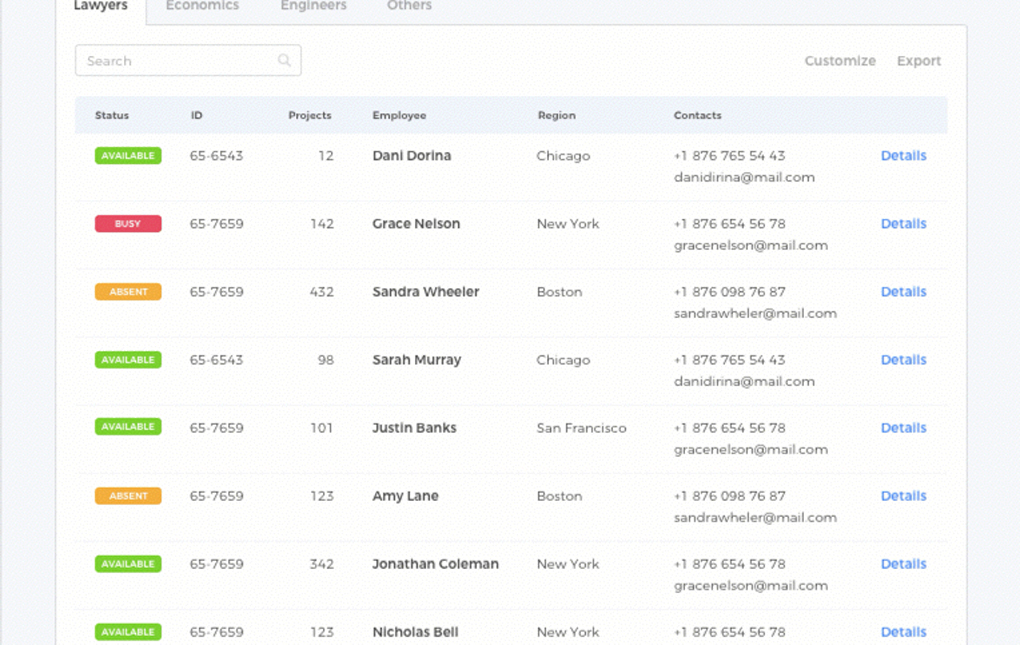 Lawyers Economics Engineers Others
Search Customize Export
Status ID Projects Employee Region Contacts
AVAILABLE 65-6543 12 Dani Dorina Chicago +1 876 765 54 43 Details
danidirina@mail.com
BUSY 65-7659 142 Grace Nelson New York +1 876 654 56 78 Details
gracenelson@mail.com
ABSENT 65-7659 432 Sandra Wheeler Boston +1 876 098 76 87 Details
sandrawheler@mail.com
AVAILABLE 65-6543 98 Sarah Murray Chicago +1 876 765 54 43 Details
danidirina@mail.com
AVAILABLE 65-7659 101 Justin Banks San Francisco +1 876 654 56 78 Details
gracenelson@mail.com
ABSENT 65-7659 123 Amy Lane Boston +1 876 098 76 87 Details
sandrawheler@mail.com
AVAILABLE 65-7659 342 Jonathan Coleman New York +1 876 654 56 78 Details
gracenelson@mail.com
AVAILABLE 65-7659 123 Nicholas Bell New York +1 876 654 56 78 Details